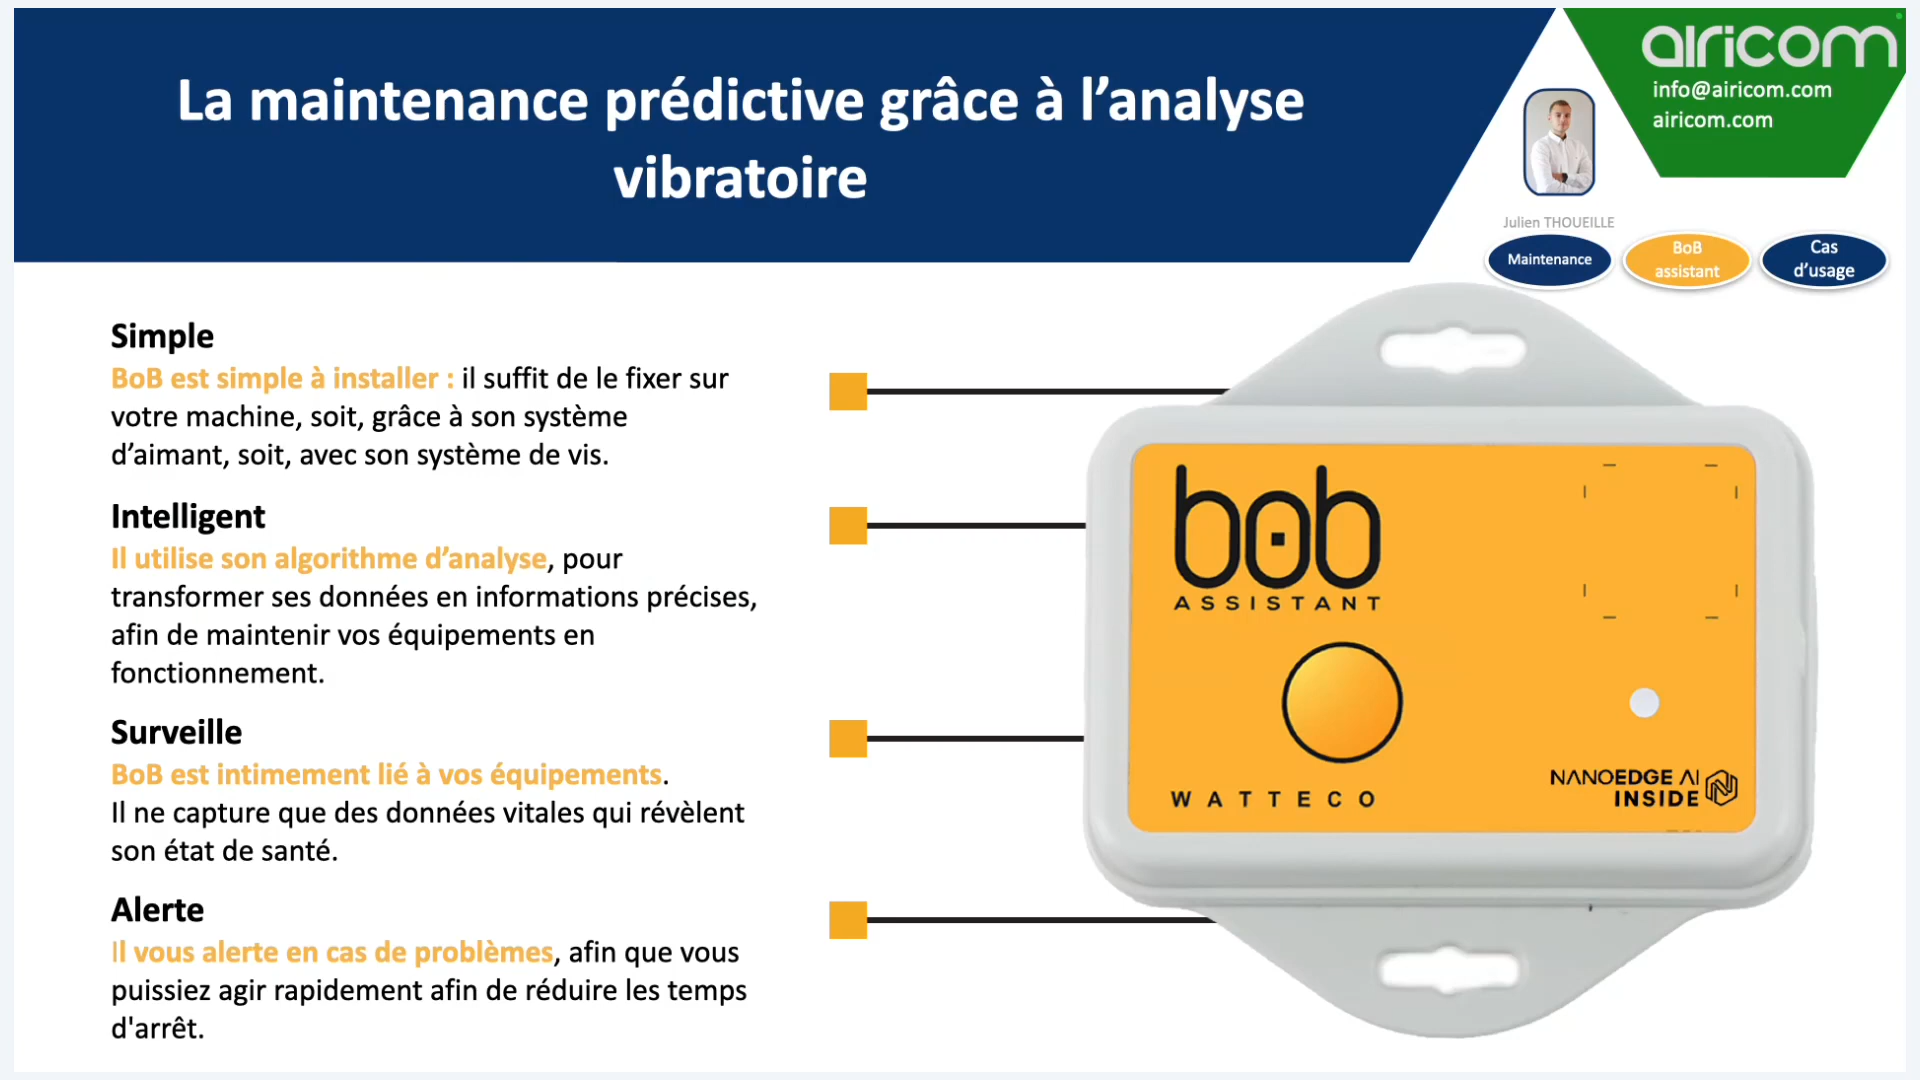 La maintenance prédictive grâce à l’analyse
vibratoire
airicom
info@airicom.com
airicom.com
Julien THOUEILLE
Maintenance
BoB
assistant
Cas
d’usage
Simple
BoB est simple à installer : il suffit de le fixer sur
votre machine, soit, grâce à son système
d’aimant, soit, avec son système de vis.
Intelligent
Il utilise son algorithme d’analyse, pour
transformer ses données en informations précises,
afin de maintenir vos équipements en
fonctionnement.
Surveille
BoB est intimement lié à vos équipements.
Il ne capture que des données vitales qui révèlent
son état de santé.
Alerte
Il vous alerte en cas de problèmes, afin que vous
puissiez agir rapidement afin de réduire les temps
d'arrêt.
bob
ASSISTANT
WATTECO
NANOEDGE AI
INSIDE